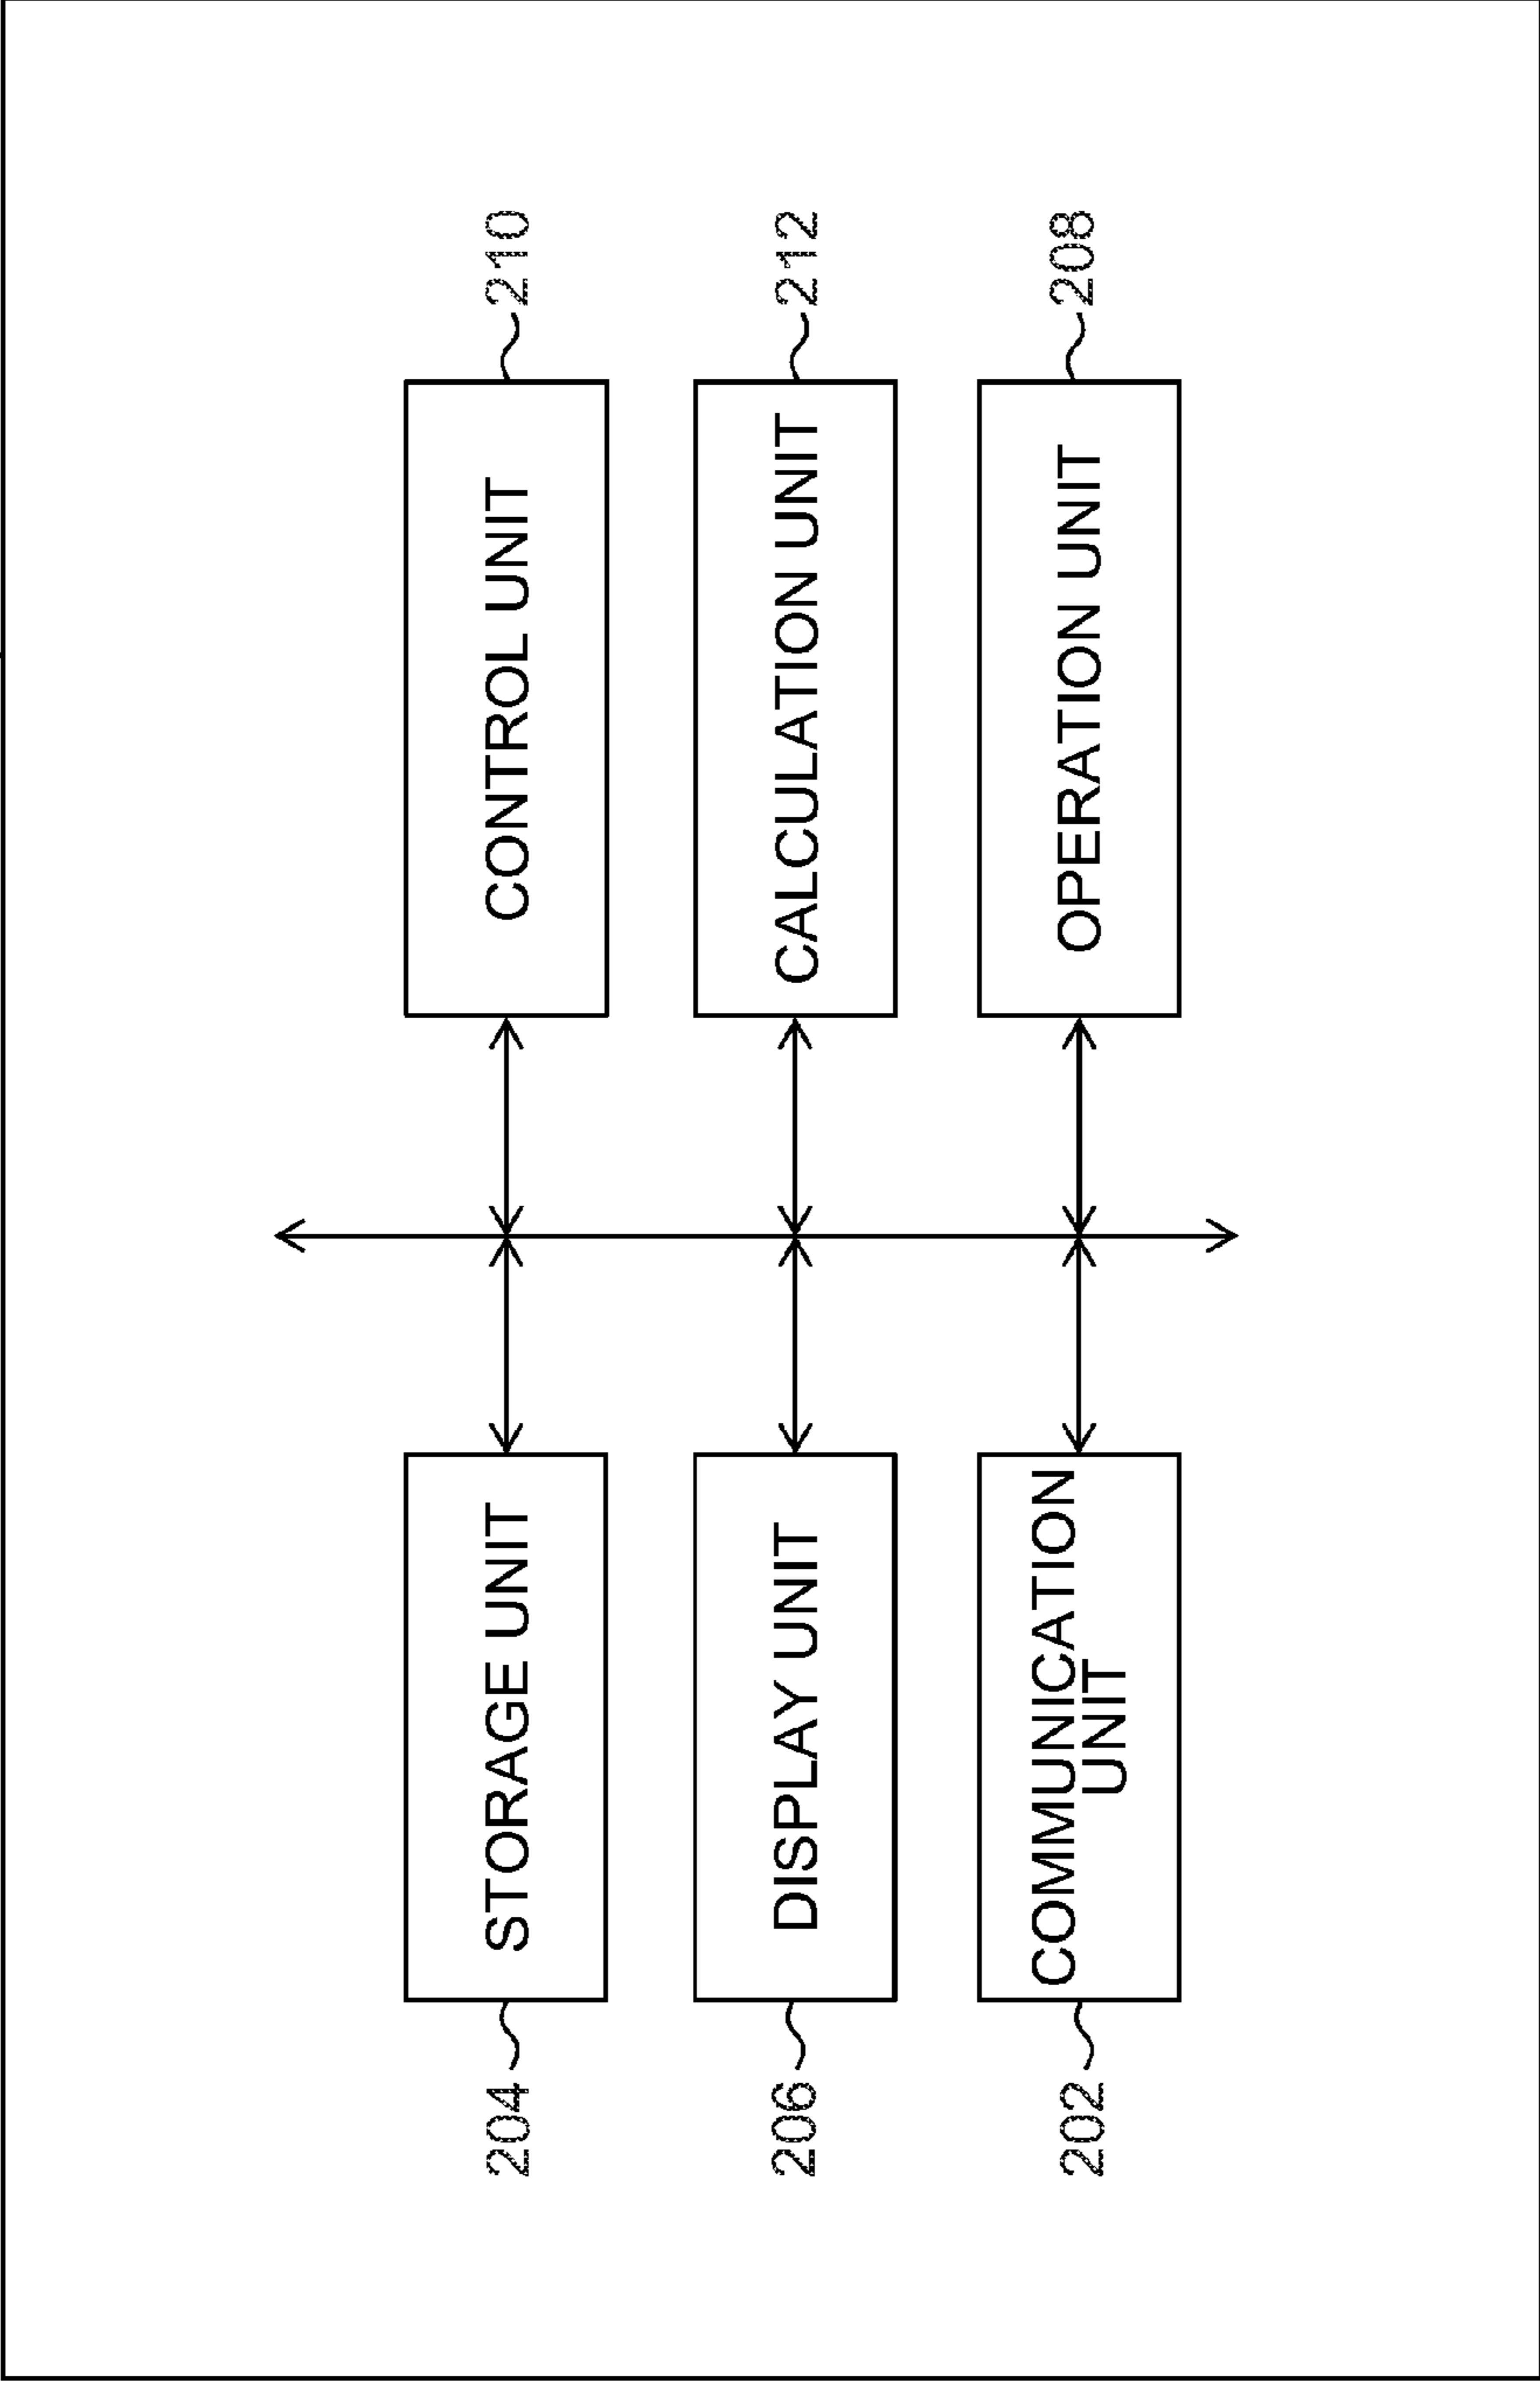 204
STORAGE UNIT
CONTROL UNIT
210
206
DISPLAY UNIT
CALCULATION UNIT
212
202
COMMUNICATION
UNIT
OPERATION UNIT
208